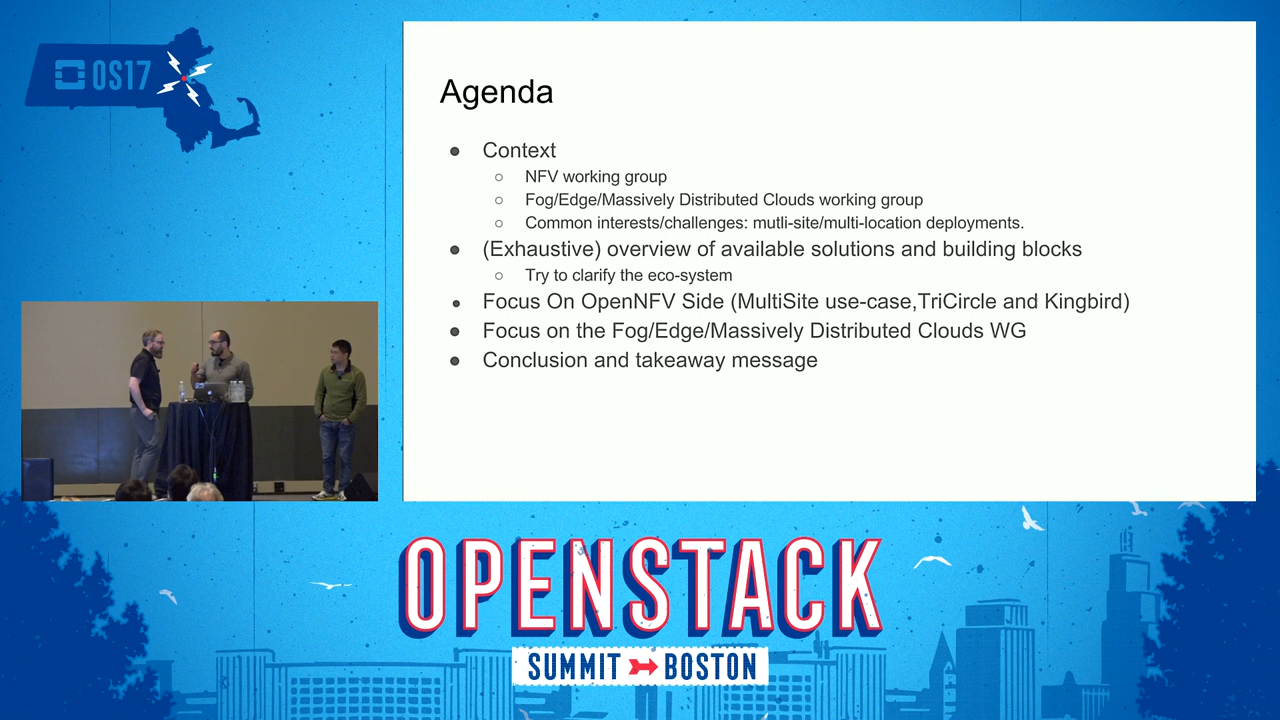 OS17
Agenda
● Context
○ NFV working group
○ Fog/Edge/Massively Distributed Clouds working group
○ Common interests/challenges: mutli-site/multi-location deployments.
● (Exhaustive) overview of available solutions and building blocks
○ Try to clarify the eco-system
● Focus On OpenNFV Side (MultiSite use-case,TriCircle and Kingbird)
● Focus on the Fog/Edge/Massively Distributed Clouds WG
● Conclusion and takeaway message
OPENSTACK
SUMMIT BOSTON